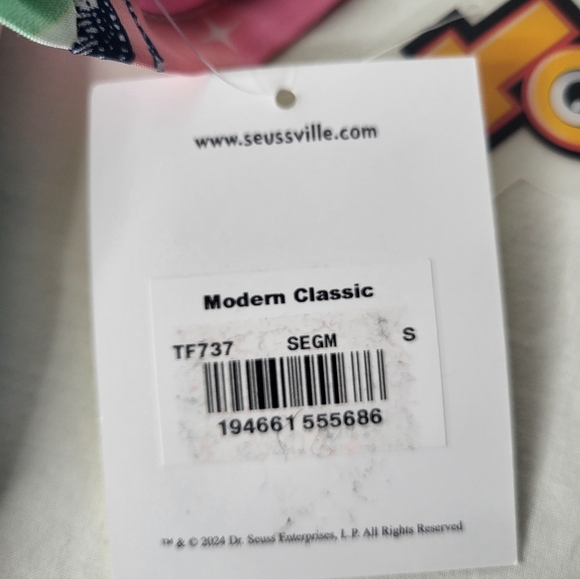 www.seussville.com
Modern Classic
TF737 SEGM S
194661 555686
™ & © 2024 Dr. Seuss Enterprises, L.P. All Rights Reserved